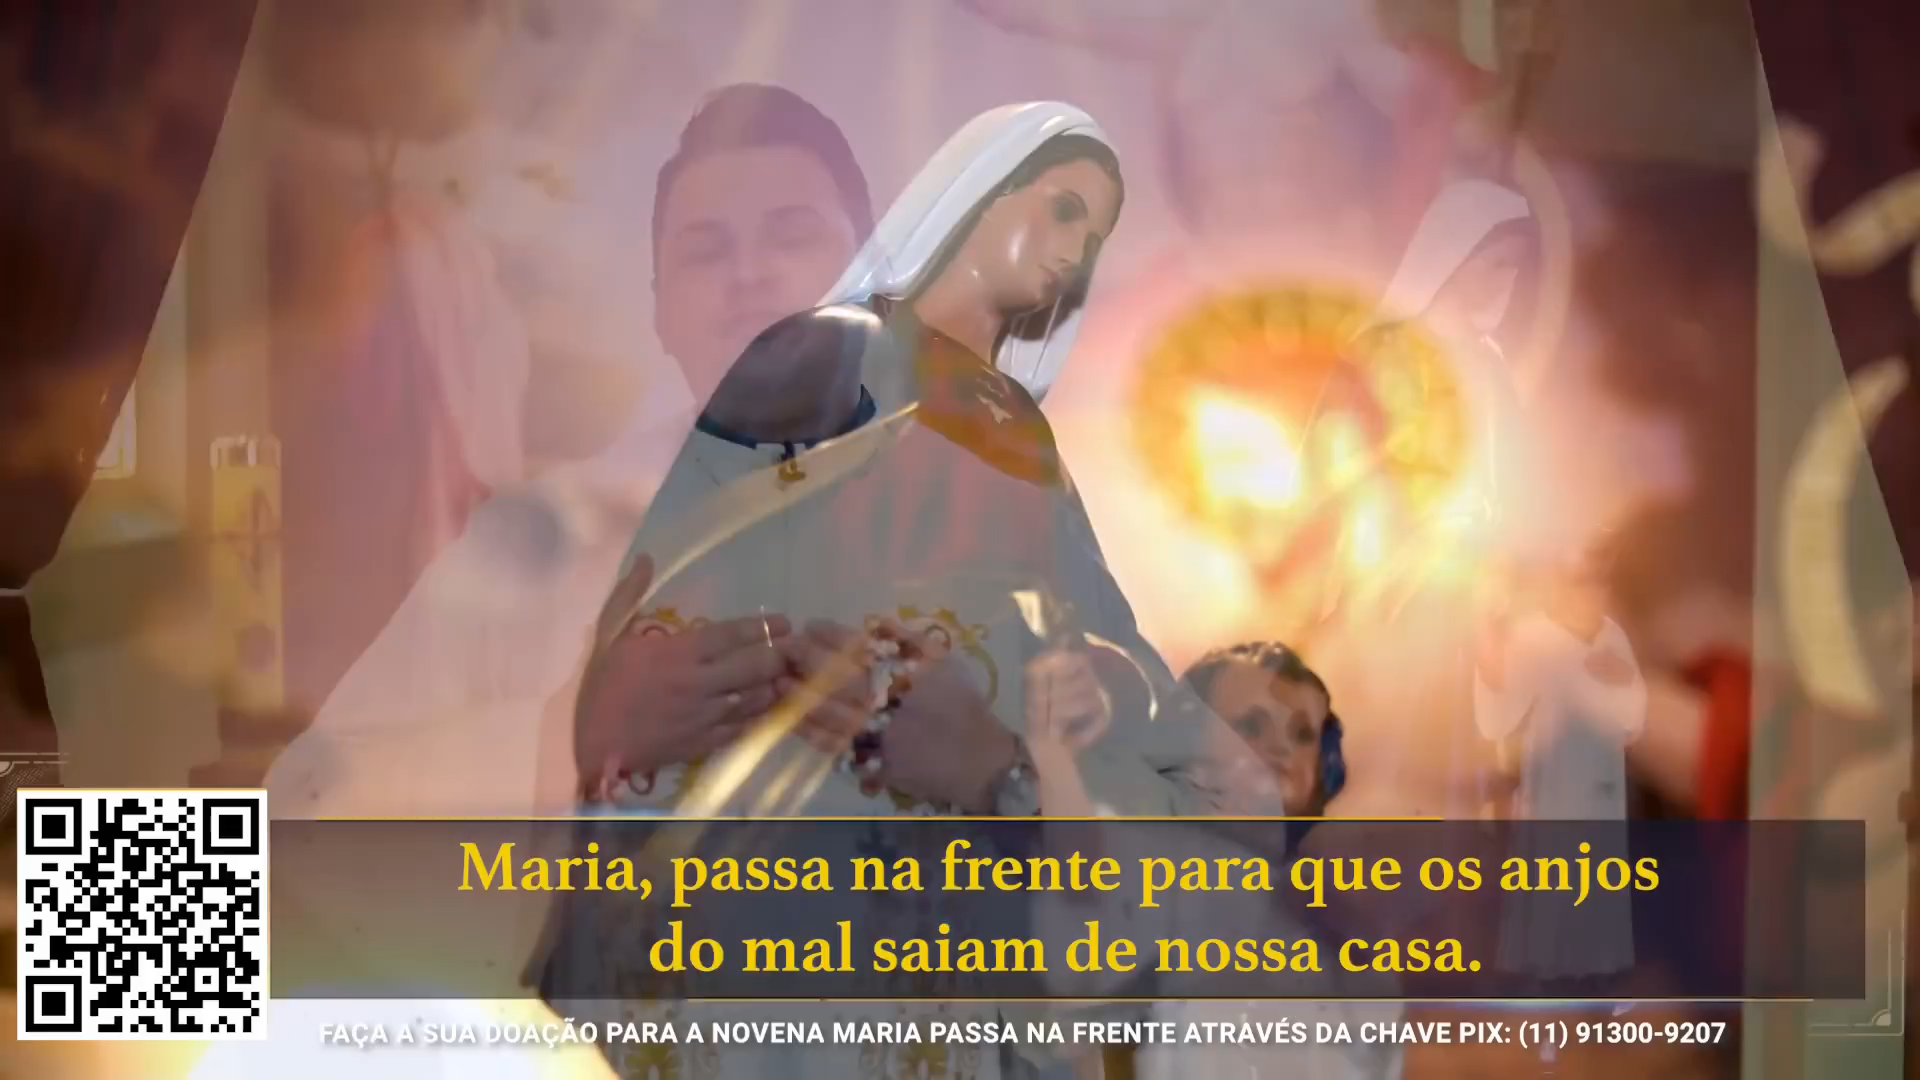 Maria, passa na frente para que os anjos
do mal saiam de nossa casa.
FAÇA A SUA DOAÇÃO PARA A NOVENA MARIA PASSA NA FRENTE ATRAVÉS DA CHAVE PIX: (11) 91300-9207